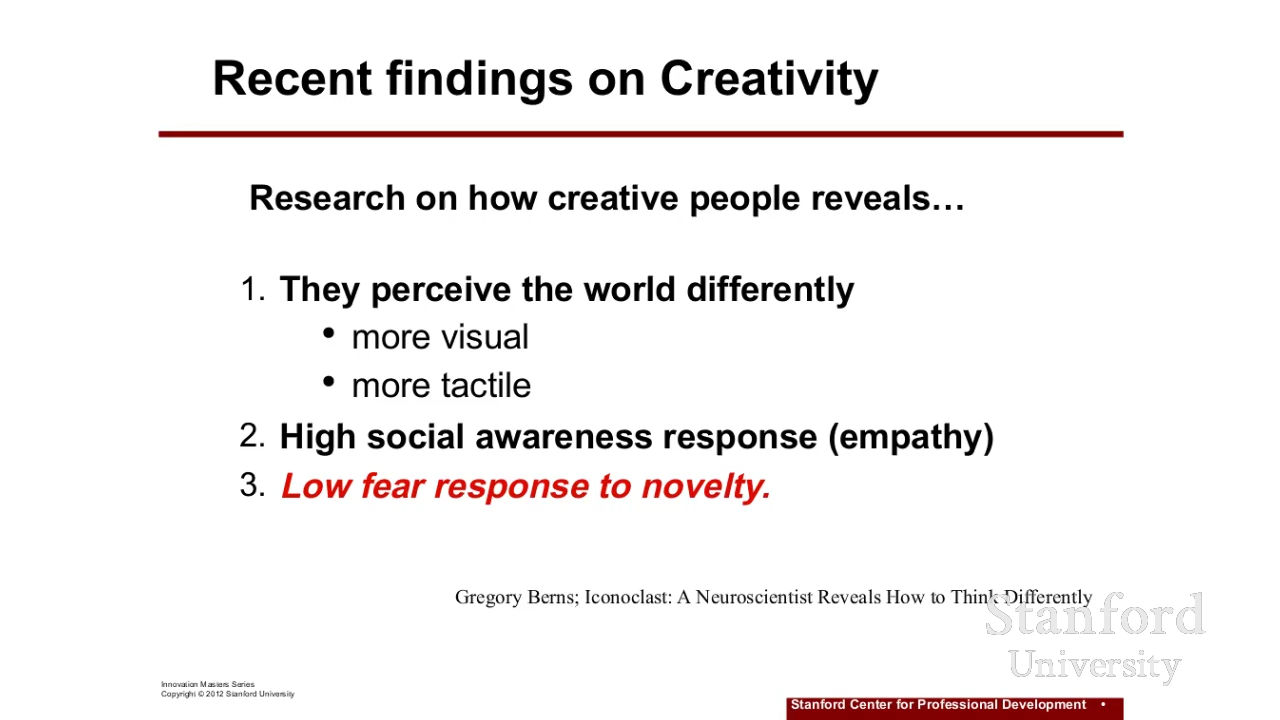 Recent findings on Creativity
Research on how creative people reveals…
1. They perceive the world differently
• more visual
• more tactile
2. High social awareness response (empathy)
3. Low fear response to novelty.
Gregory Berns; Iconoclast: A Neuroscientist Reveals How to Think Differently
Stanford
University
Innovation Masters Series
Copyright © 2012 Stanford University
Stanford Center for Professional Development •